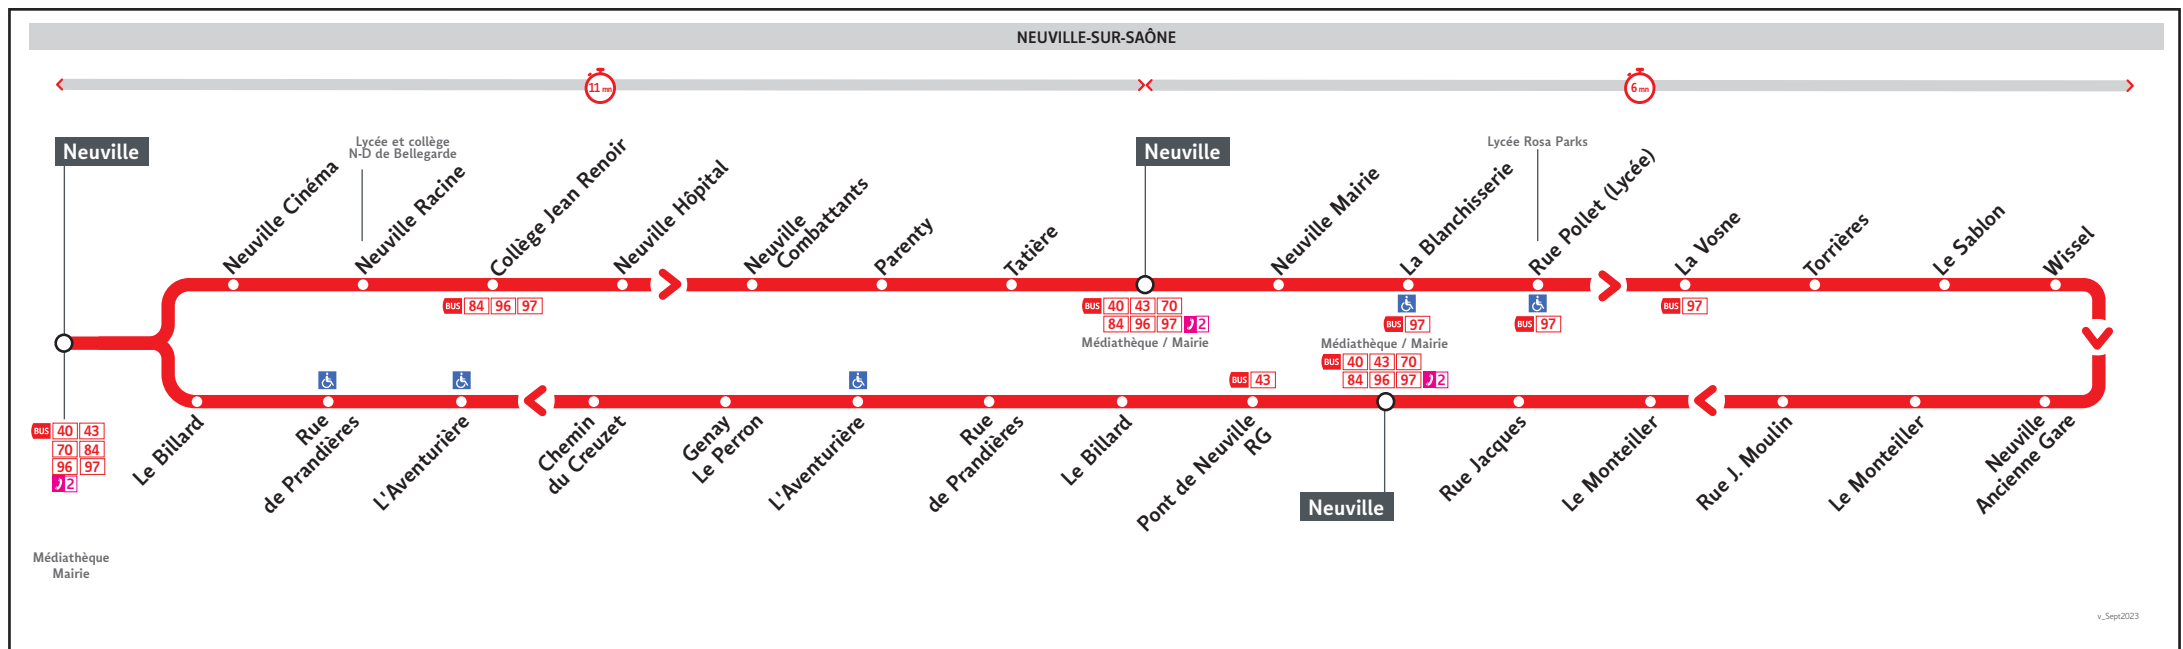 NEUVILLE-SUR-SAÔNE
11 mn
6 mn
Neuville
Neuville Cinéma
Lycée et collège
N-D de Bellegarde
Neuville Racine
Collège Jean Renoir
BUS 84 96 97
Neuville Hôpital
Neuville
Combattants
Parenty
Tatière
Neuville
BUS 40 43 70
84 96 97 2
Médiathèque / Mairie
Neuville Mairie
La Blanchisserie
BUS 97
Lycée Rosa Parks
Rue Pollet (Lycée)
BUS 97
La Vosne
BUS 97
Torrières
Le Sablon
Wissel
BUS 40 43
70 84
96 97
2
Médiathèque
Mairie
Le Billard
Rue
de Prandières
L'Aventurière
Chemin
du Creuzet
Genay
Le Perron
L'Aventurière
Rue
de Prandières
Le Billard
BUS 43
Pont de Neuville
RG
Médiathèque / Mairie
BUS 40 43 70
84 96 97 2
Neuville
Rue Jacques
Le Monteiller
Rue J. Moulin
Le Monteiller
Neuville
Ancienne Gare
v_Sept2023